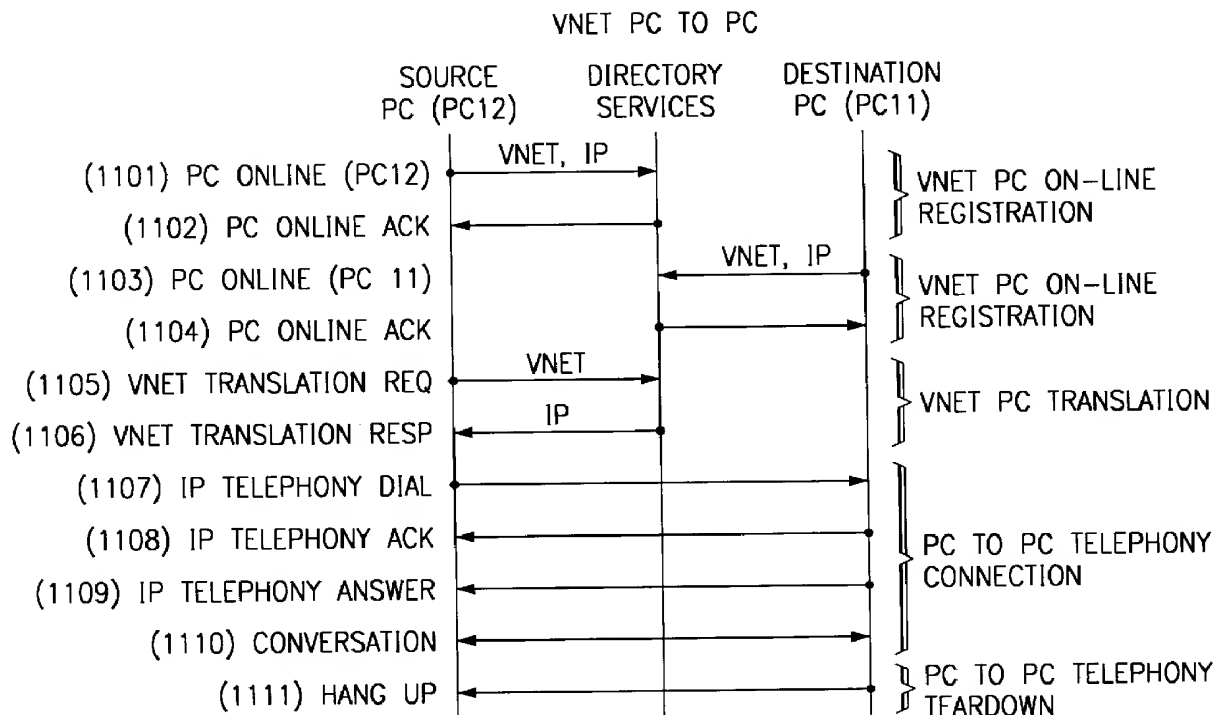 VNET PC TO PC
SOURCE PC (PC12)
DIRECTORY SERVICES
DESTINATION PC (PC11)
(1101) PC ONLINE (PC12)
VNET, IP
VNET PC ON-LINE REGISTRATION
(1102) PC ONLINE ACK
(1103) PC ONLINE (PC 11)
VNET, IP
VNET PC ON-LINE REGISTRATION
(1104) PC ONLINE ACK
(1105) VNET TRANSLATION REQ
VNET
VNET PC TRANSLATION
(1106) VNET TRANSLATION RESP
IP
(1107) IP TELEPHONY DIAL
(1108) IP TELEPHONY ACK
PC TO PC TELEPHONY CONNECTION
(1109) IP TELEPHONY ANSWER
(1110) CONVERSATION
(1111) HANG UP
PC TO PC TELEPHONY TEARDOWN